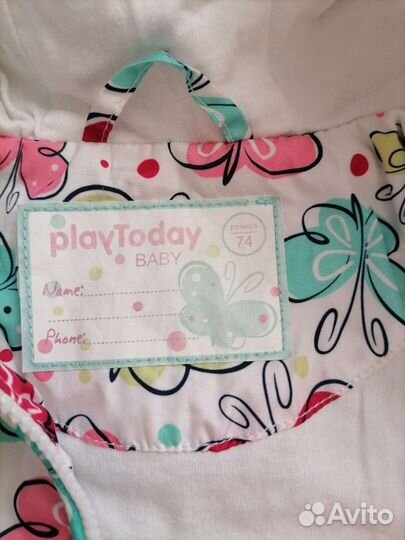 playToday
BABY
размер
74
Name:
Phone:
Avito